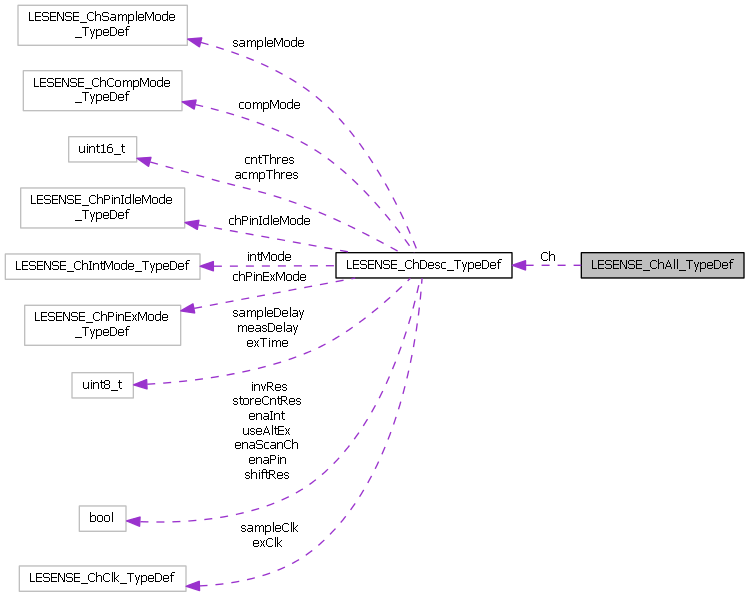 LESENSE_ChSampleMode
_TypeDef
sampleMode
LESENSE_ChCompMode
_TypeDef
compMode
uint16_t
cntThres
acmpThres
LESENSE_ChPinIdleMode
_TypeDef
chPinIdleMode
LESENSE_ChIntMode_TypeDef
intMode
LESENSE_ChDesc_TypeDef
Ch
LESENSE_ChAll_TypeDef
chPinExMode
LESENSE_ChPinExMode
_TypeDef
sampleDelay
measDelay
exTime
uint8_t
invRes
storeCntRes
enaInt
useAltEx
enaScanCh
enaPin
shiftRes
bool
sampleClk
exClk
LESENSE_ChClk_TypeDef